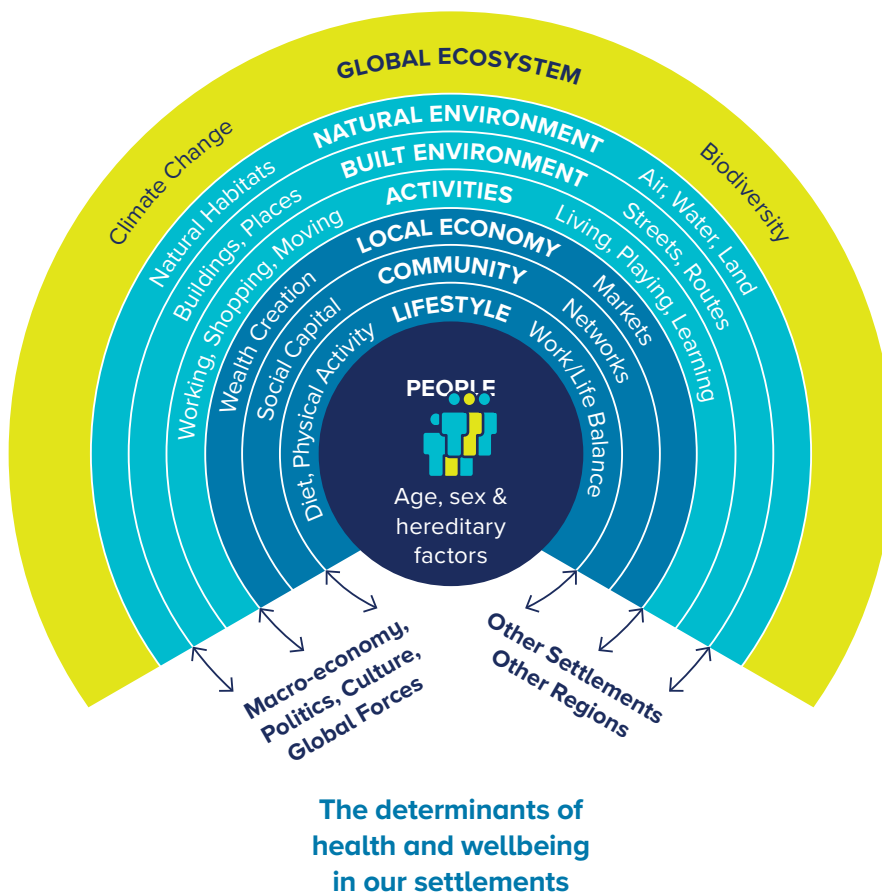 GLOBAL ECOSYSTEM
Climate Change
Biodiversity
NATURAL ENVIRONMENT
Natural Habitats
Air, Water, Land
BUILT ENVIRONMENT
Buildings, Places
Streets, Routes
ACTIVITIES
Working, Shopping, Moving
Living, Playing, Learning
LOCAL ECONOMY
Wealth Creation
Markets
COMMUNITY
Social Capital
Networks
LIFESTYLE
Diet, Physical Activity
Work/Life Balance
PEOPLE
Age, sex &
hereditary
factors
Macro-economy,
Politics, Culture,
Global Forces
Other Settlements
Other Regions
The determinants of
health and wellbeing
in our settlements